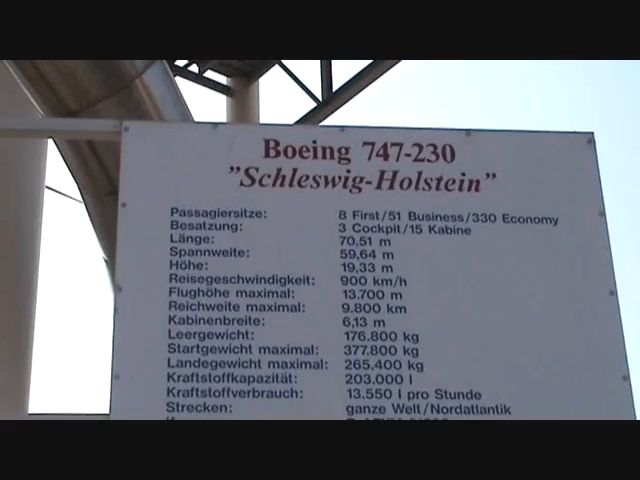 Boeing 747-230
"Schleswig-Holstein"
Passagiersitze: 8 First/51 Business/330 Economy
Besatzung: 3 Cockpit/15 Kabine
Länge: 70,51 m
Spannweite: 59,64 m
Höhe: 19,33 m
Reisegeschwindigkeit: 900 km/h
Flughöhe maximal: 13.700 m
Reichweite maximal: 9.800 km
Kabinenbreite: 6,13 m
Leergewicht: 176.800 kg
Startgewicht maximal: 377.800 kg
Landegewicht maximal: 265.400 kg
Kraftstoffkapazität: 203.000 l
Kraftstoffverbrauch: 13.550 l pro Stunde
Strecken: ganze Welt/Nordatlantik